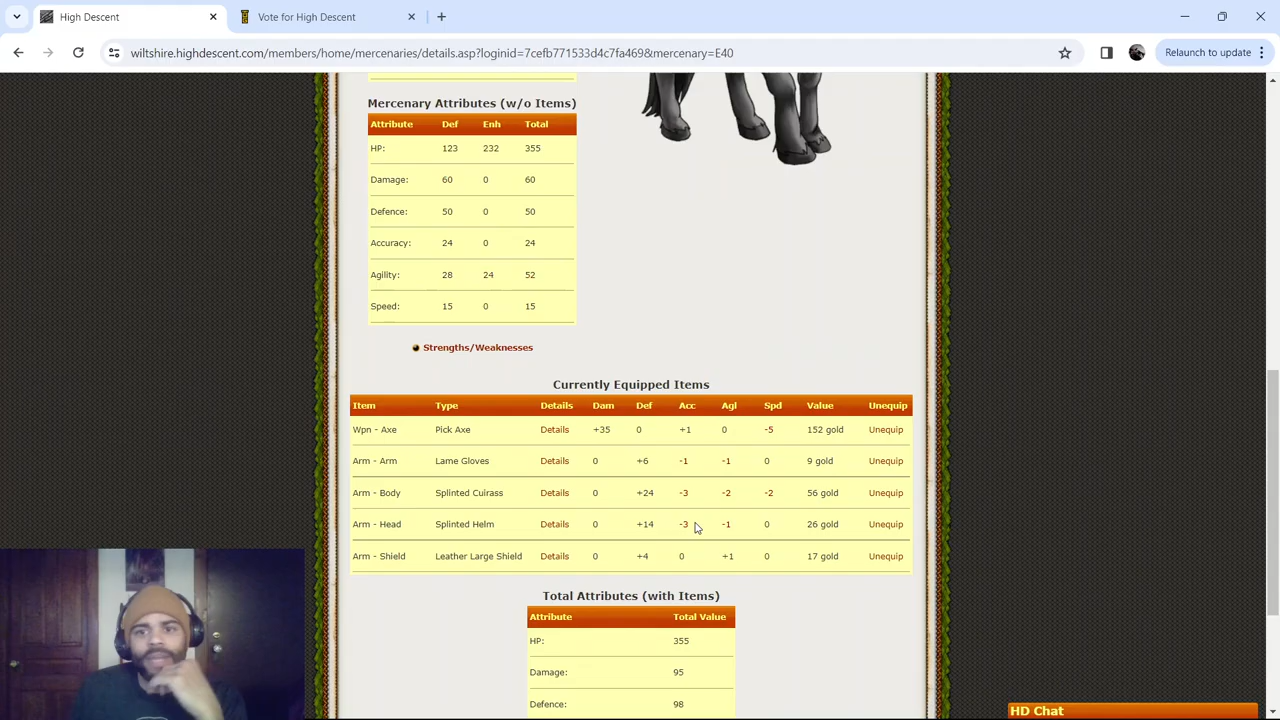 High Descent
Vote for High Descent
wiltshire.highdescent.com/members/home/mercenaries/details.asp?loginid=7cefb771533d4c7fa469&mercenary=E40
Relaunch to update
Mercenary Attributes (w/o Items)
Attribute Def Enh Total
HP: 123 232 355
Damage: 60 0 60
Defence: 50 0 50
Accuracy: 24 0 24
Agility: 28 24 52
Speed: 15 0 15
Strengths/Weaknesses
Currently Equipped Items
Item Type Details Dam Def Acc Agl Spd Value Unequip
Wpn - Axe Pick Axe Details +35 0 +1 0 -5 152 gold Unequip
Arm - Arm Lame Gloves Details 0 +6 -1 -1 0 9 gold Unequip
Arm - Body Splinted Cuirass Details 0 +24 -3 -2 -2 56 gold Unequip
Arm - Head Splinted Helm Details 0 +14 -3 -1 0 26 gold Unequip
Arm - Shield Leather Large Shield Details 0 +4 0 +1 0 17 gold Unequip
Total Attributes (with Items)
Attribute Total Value
HP: 355
Damage: 95
Defence: 98
HD Chat